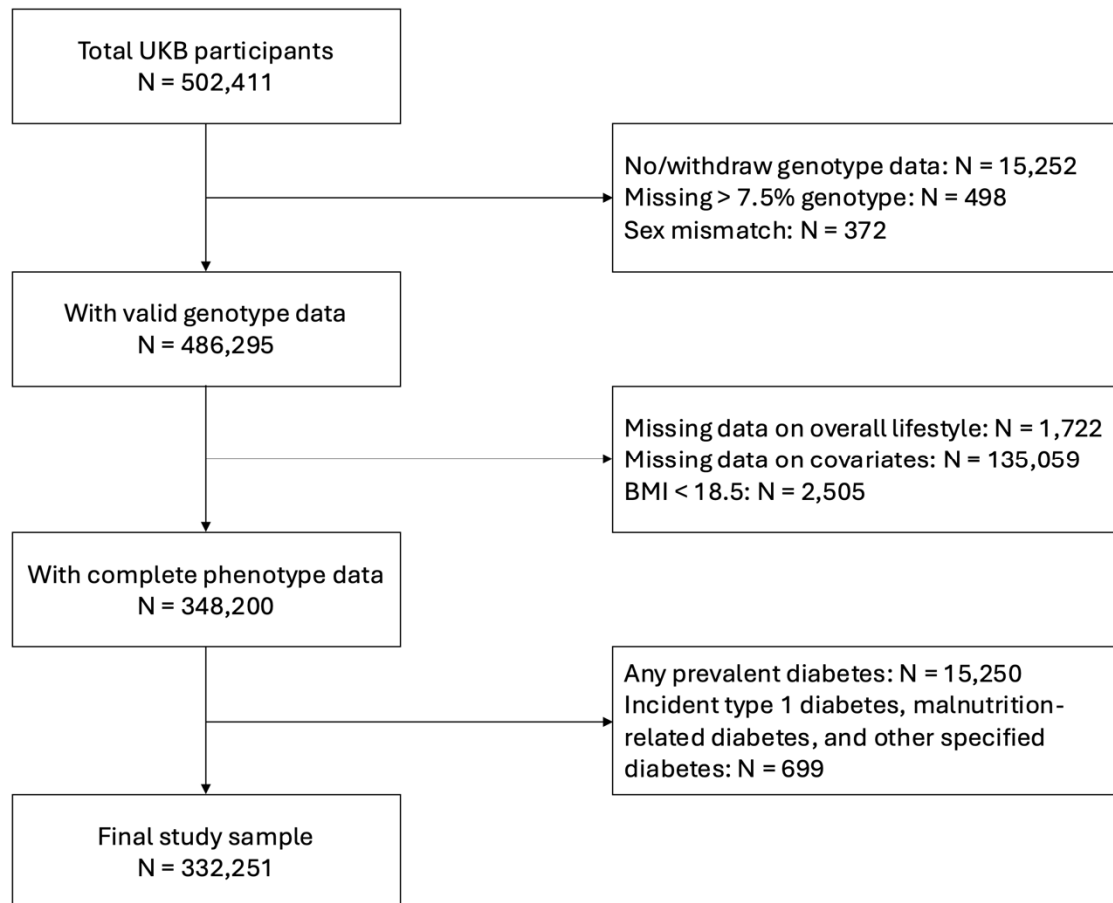 Total UKB participants
N = 502,411
No/withdraw genotype data: N = 15,252
Missing > 7.5% genotype: N = 498
Sex mismatch: N = 372
With valid genotype data
N = 486,295
Missing data on overall lifestyle: N = 1,722
Missing data on covariates: N = 135,059
BMI < 18.5: N = 2,505
With complete phenotype data
N = 348,200
Any prevalent diabetes: N = 15,250
Incident type 1 diabetes, malnutrition-
related diabetes, and other specified
diabetes: N = 699
Final study sample
N = 332,251